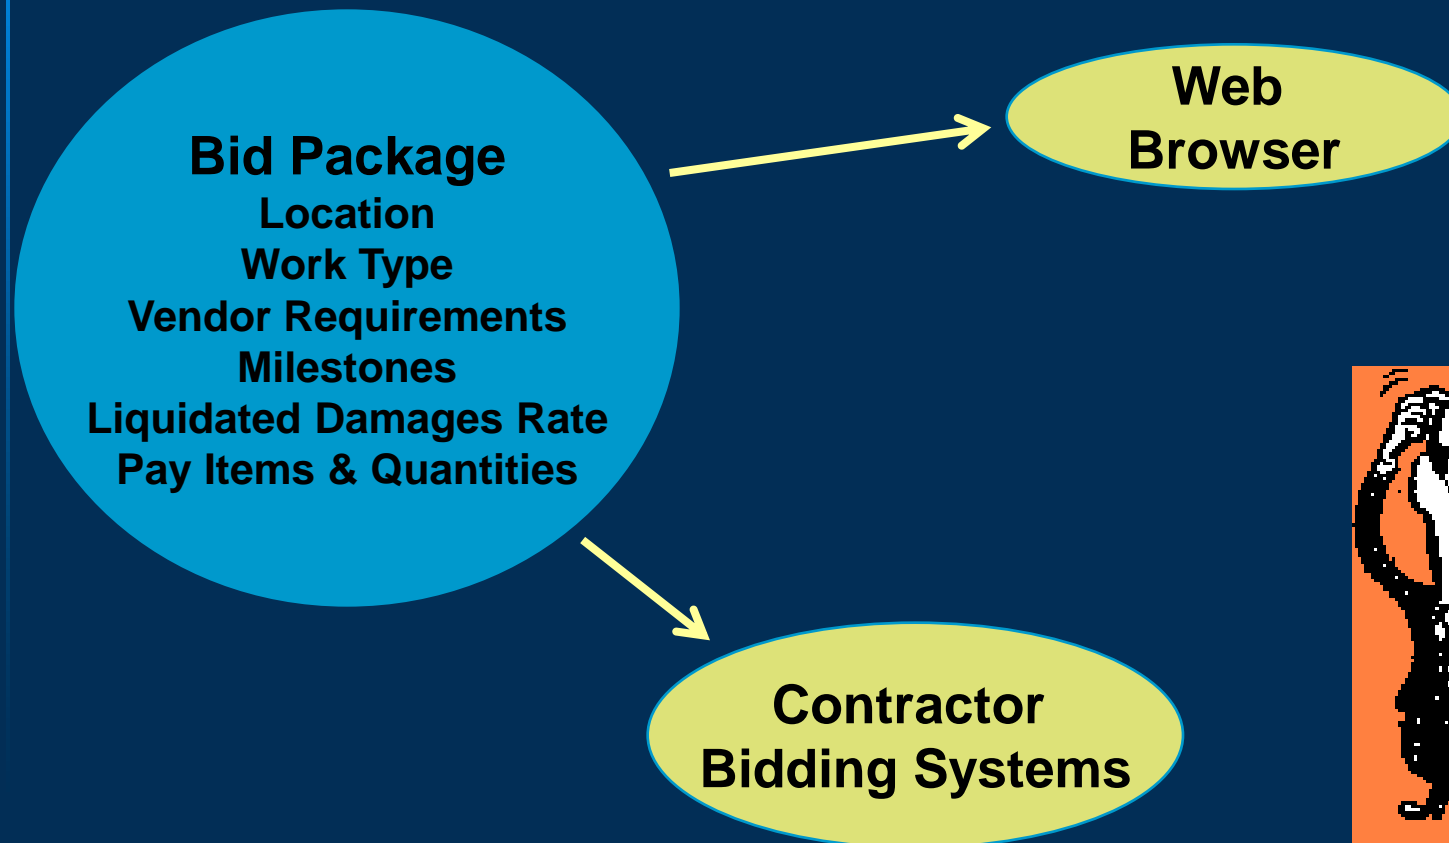 Bid Package
Location
Work Type
Vendor Requirements
Milestones
Liquidated Damages Rate
Pay Items & Quantities
Web
Browser
Contractor
Bidding Systems